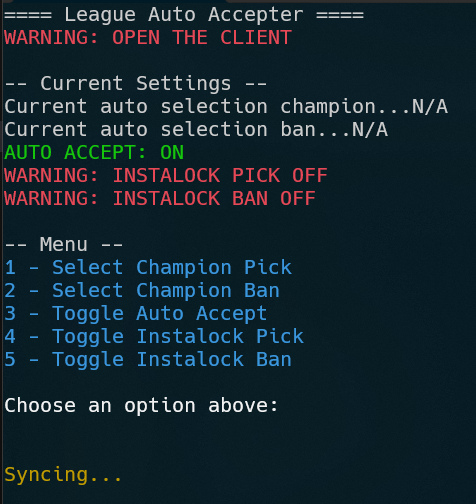 ==== League Auto Accepter ====
WARNING: OPEN THE CLIENT
-- Current Settings --
Current auto selection champion...N/A
Current auto selection ban...N/A
AUTO ACCEPT: ON
WARNING: INSTALOCK PICK OFF
WARNING: INSTALOCK BAN OFF
-- Menu --
1 - Select Champion Pick
2 - Select Champion Ban
3 - Toggle Auto Accept
4 - Toggle Instalock Pick
5 - Toggle Instalock Ban
Choose an option above:
Syncing...